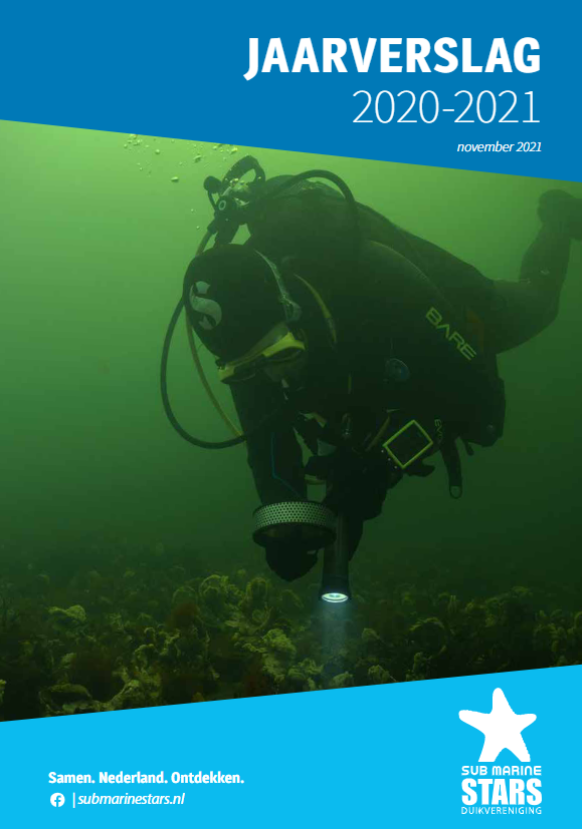 JAARVERSLAG
2020-2021
november 2021
BARE
Samen. Nederland. Ontdekken.
| submarinestars.nl
SUB MARINE
STARS
DUIKVERENIGING